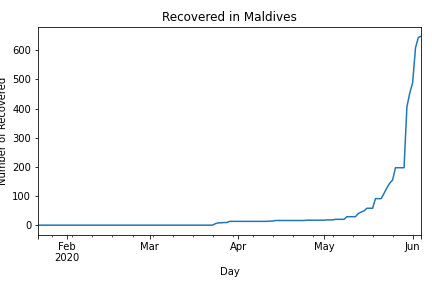 Recovered in Maldives
Number of Recovered
600
500
400
300
200
100
0
Feb
2020
Mar
Apr
May
Jun
Day